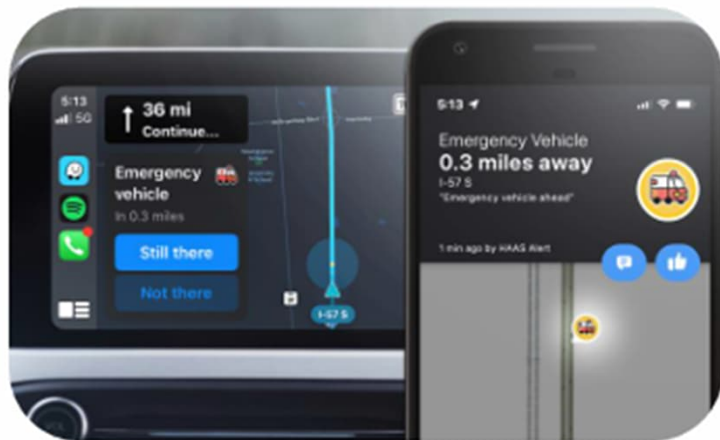 5:13
5G
36 mi
Continue...
Emergency
vehicle
In 0.3 miles
Still there
Not there
I-57 S
5:13
Emergency Vehicle
0.3 miles away
I-57 S
"Emergency vehicle ahead"
1 min ago by HAAS Alert